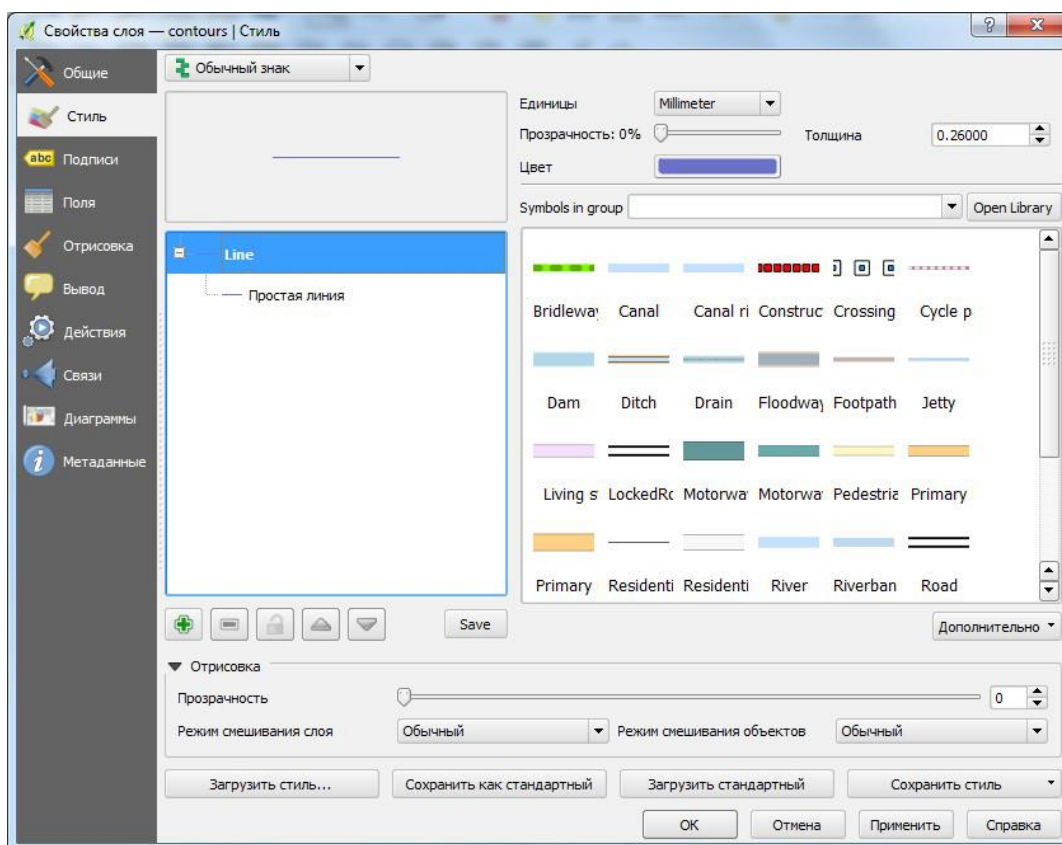 Свойства слоя — contours | Стиль
Общие
Стиль
abc Подписи
Поля
Отрисовка
Вывод
Действия
Связи
Диаграммы
Метаданные
Обычный знак
Единицы Millimeter
Прозрачность: 0% Толщина 0.26000
Цвет
Symbols in group Open Library
Line
Простая линия
Bridleway Canal Canal ri Construc Crossing Cycle p
Dam Ditch Drain Floodway Footpath Jetty
Living s LockedRo Motorwa Motorwa Pedestria Primary
Primary Residenti Residenti River Riverban Road
Save
Дополнительно
Отрисовка
Прозрачность 0
Режим смешивания слоя Обычный Режим смешивания объектов Обычный
Загрузить стиль... Сохранить как стандартный Загрузить стандартный Сохранить стиль
OK Отмена Применить Справка